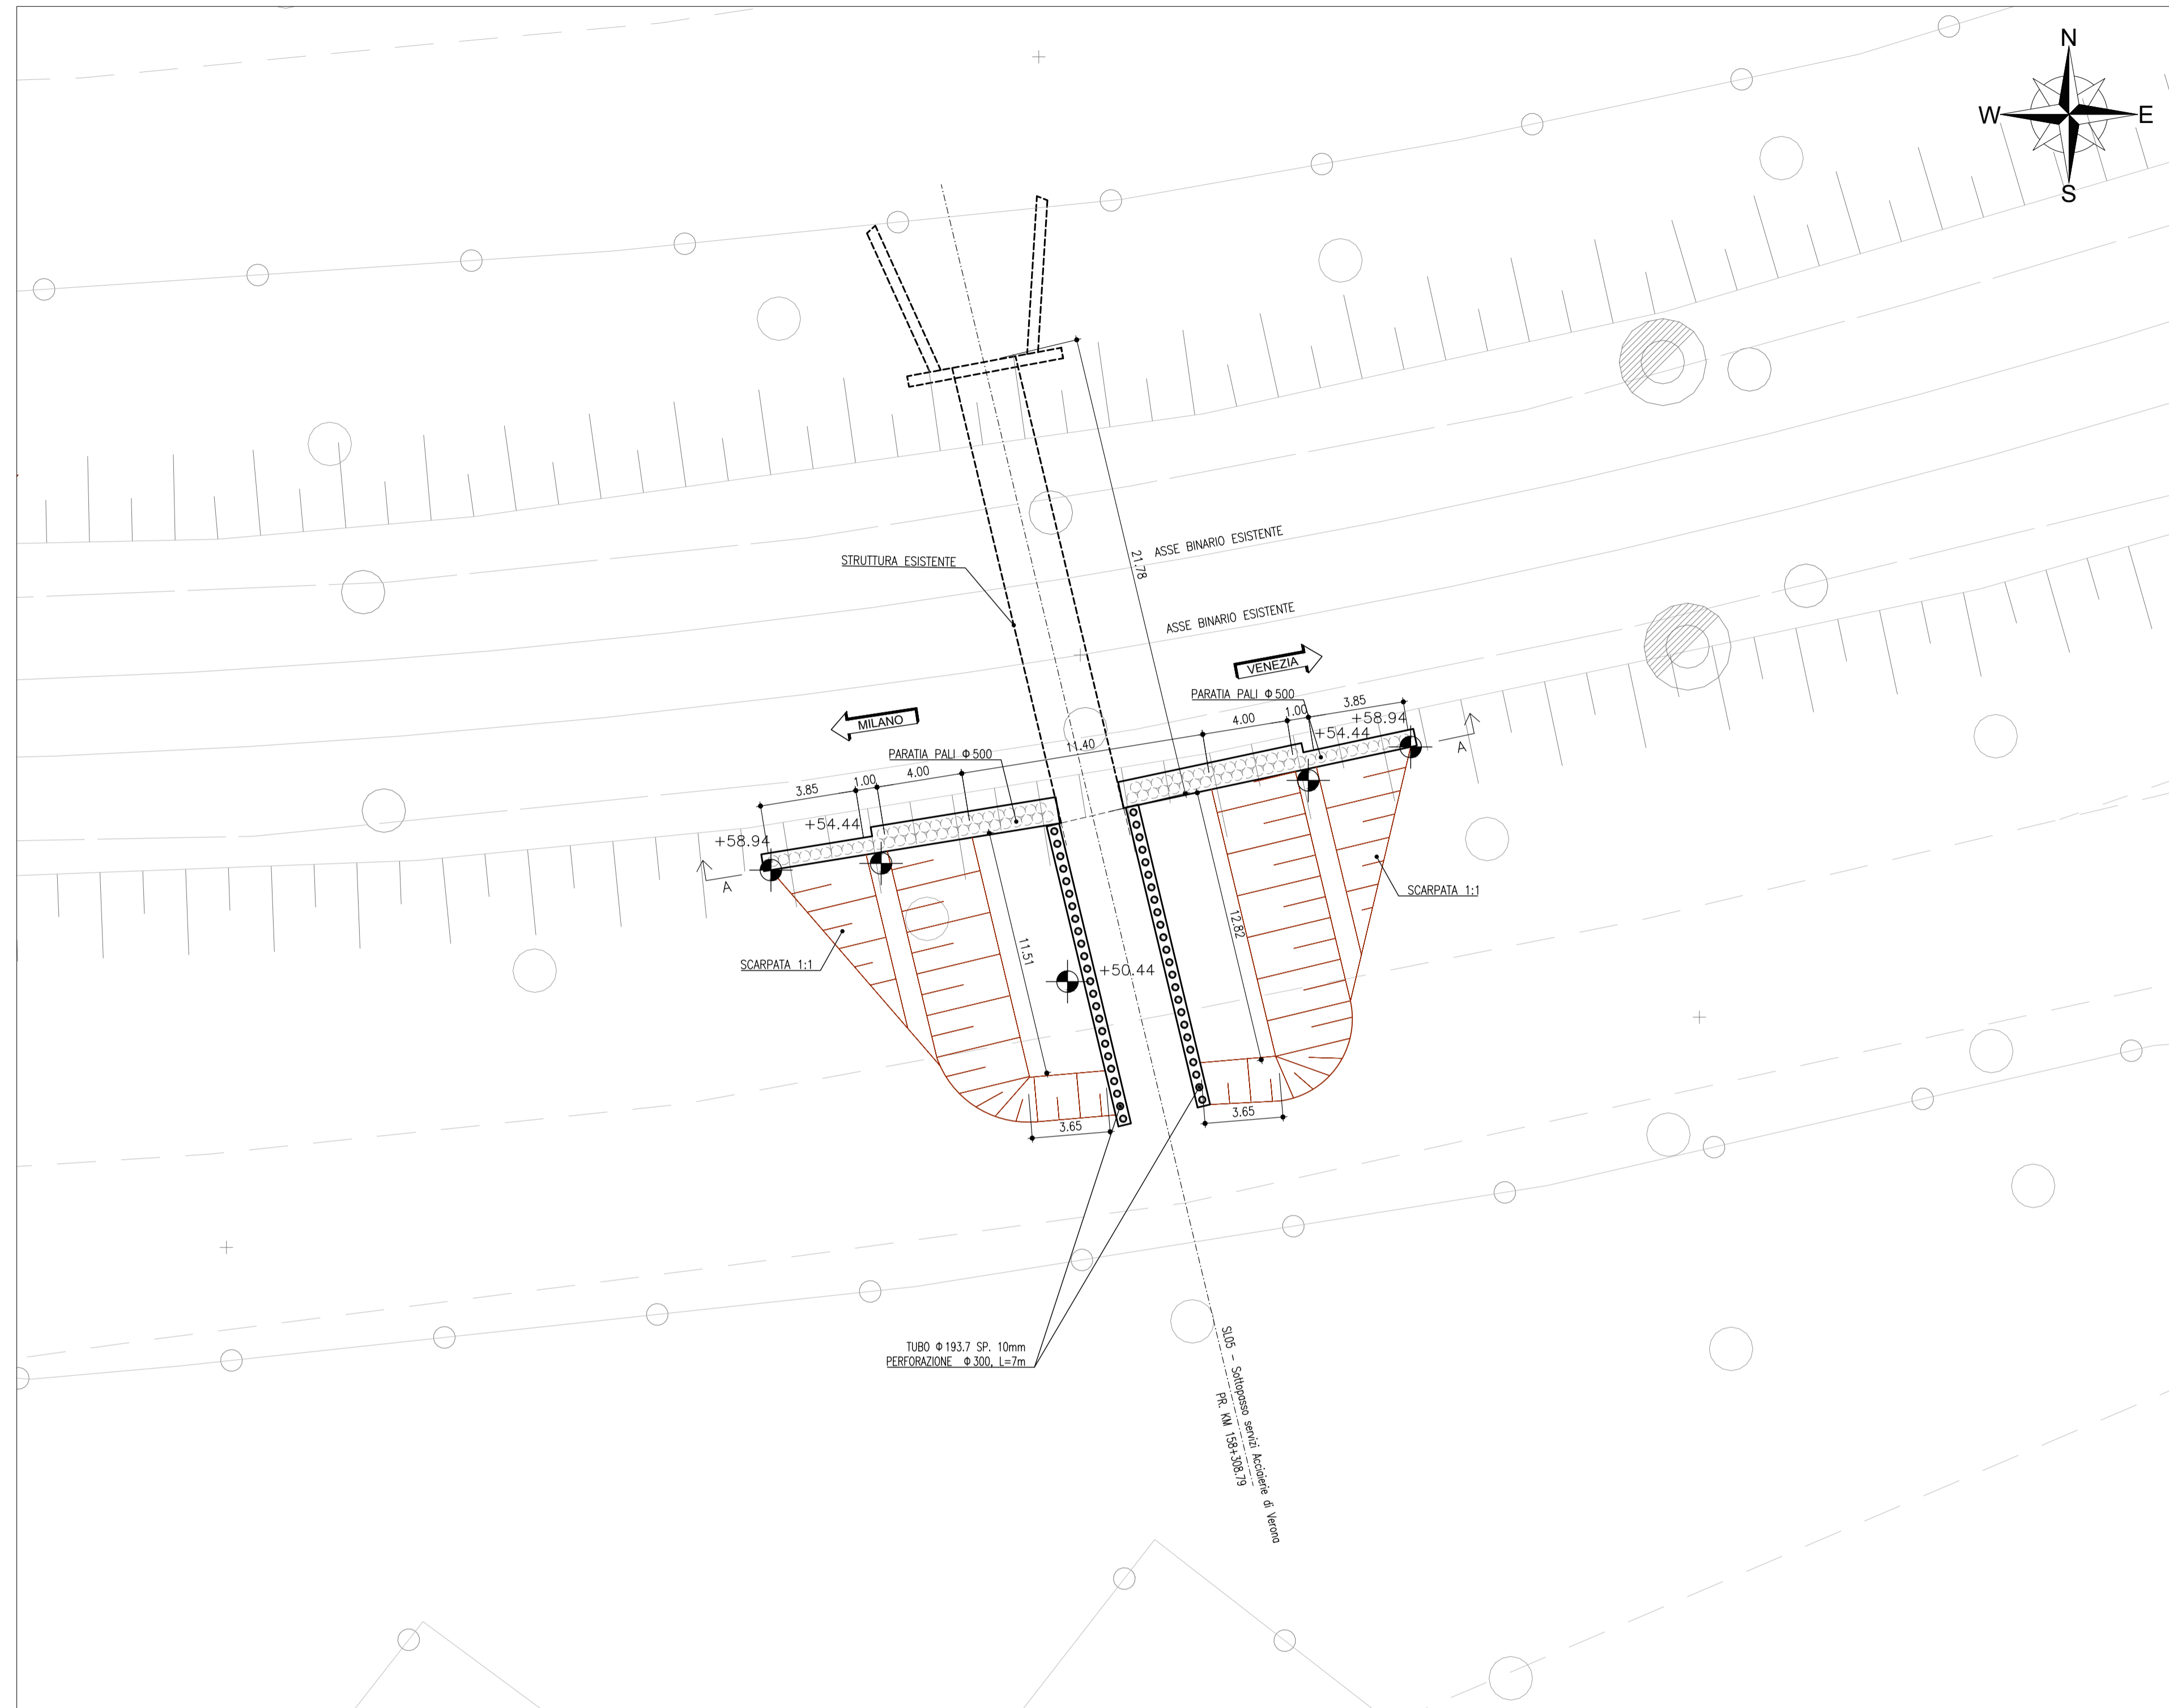 N
W
E
S
21.78
ASSE BINARIO ESISTENTE
STRUTTURA ESISTENTE
ASSE BINARIO ESISTENTE
VENEZIA
MILANO
PARATIA PALI Φ500
3.85
1.00
4.00
+58.94
+54.44
11.40
A
PARATIA PALI Φ500
3.85
1.00
4.00
+54.44
+58.94
A
SCARPATA 1:1
SCARPATA 1:1
12.82
11.51
+50.44
3.65
3.65
TUBO Φ193.7 SP. 10mm
PERFORAZIONE Φ300, L=7m
SL05 - Sottopasso servizi Acciaierie di Verona
PR. KM 158+308.79